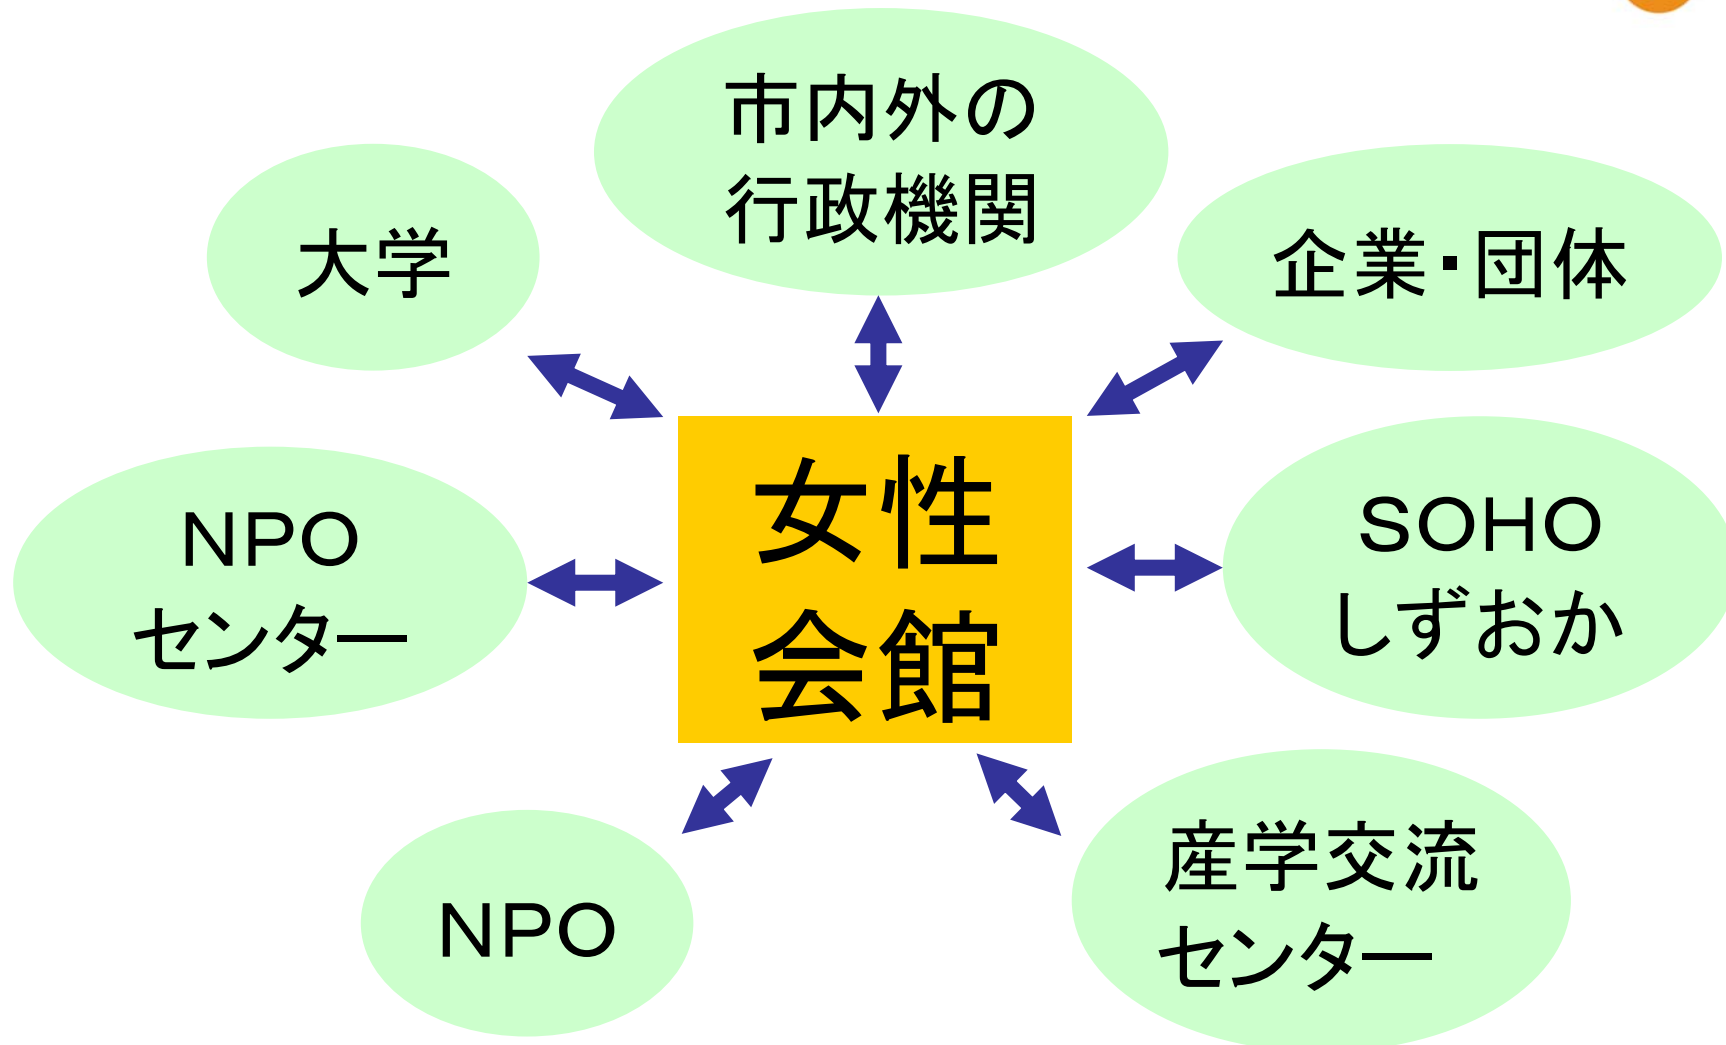 市内外の
行政機関
大学
企業・団体
女性
会館
NPO
センター
SOHO
しずおか
NPO
産学交流
センター